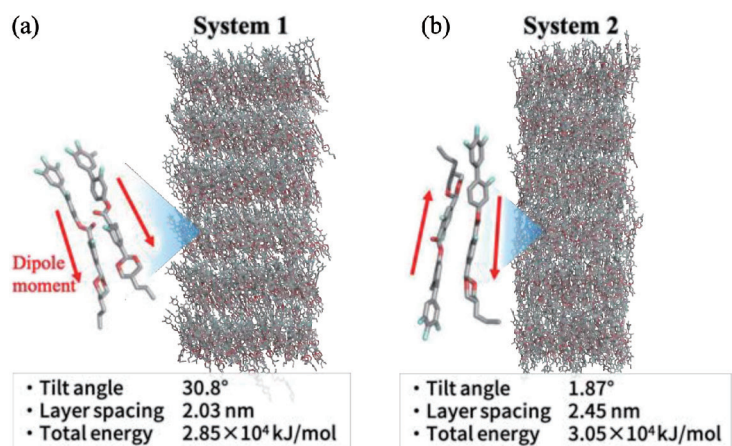 (a) System 1
Dipole
moment
・Tilt angle 30.8°
・Layer spacing 2.03 nm
・Total energy 2.85×10⁴ kJ/mol
(b) System 2
・Tilt angle 1.87°
・Layer spacing 2.45 nm
・Total energy 3.05×10⁴ kJ/mol